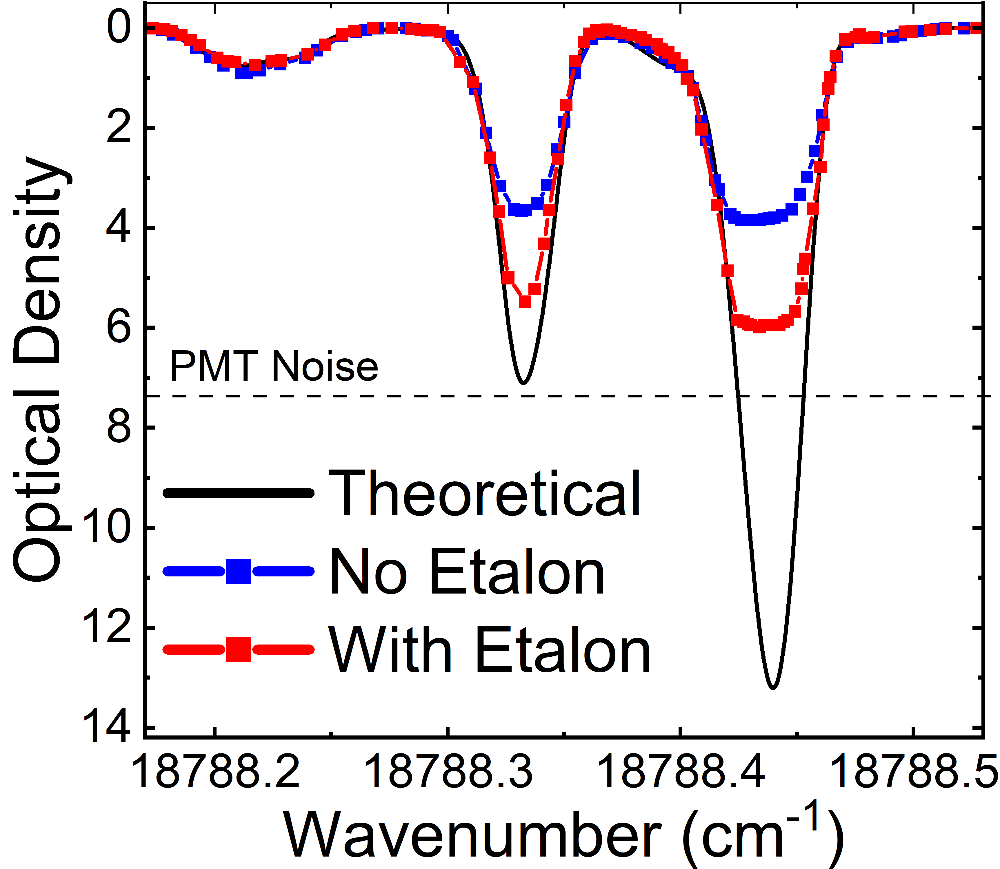 Optical Density
0
2
4
6
8
10
12
14
PMT Noise
Theoretical
No Etalon
With Etalon
18788.2 18788.3 18788.4 18788.5
Wavenumber (cm⁻¹)